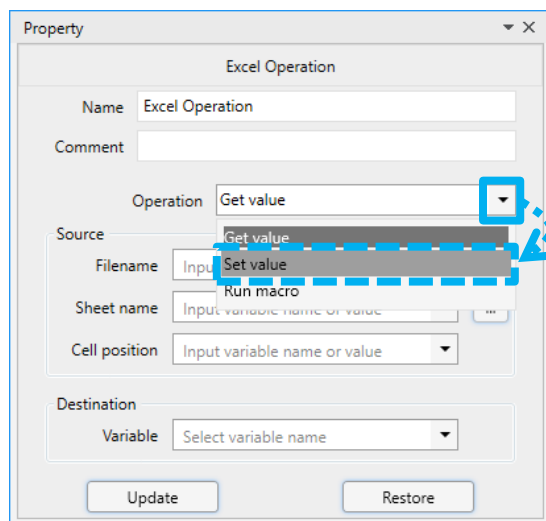 Property
Excel Operation
Name Excel Operation
Comment
Operation Get value
Get value
Source
Set value
Filename
Run macro
Sheet name Input variable name or value ...
Cell position Input variable name or value
Destination
Variable Select variable name
Update Restore